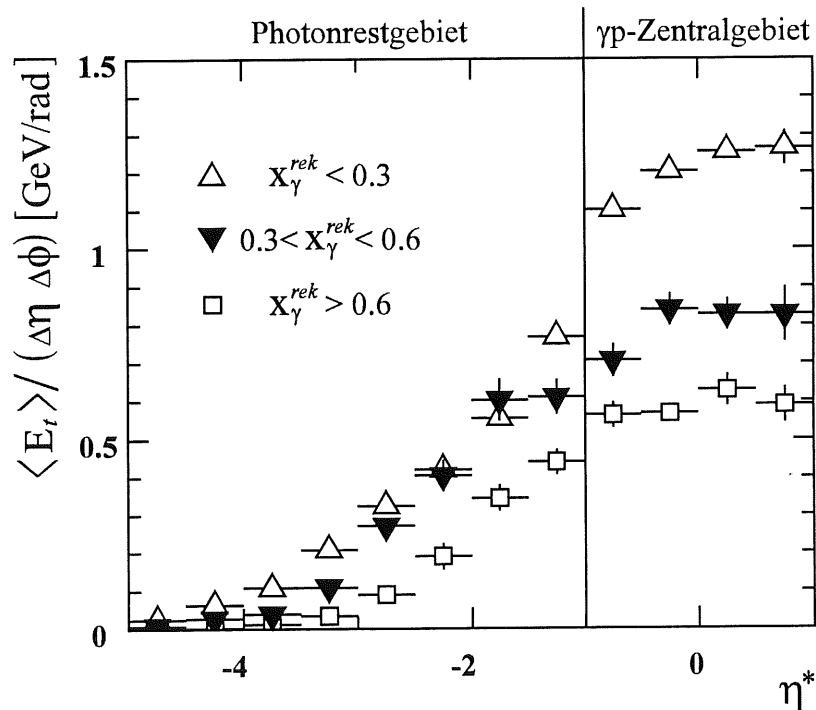 Photonrestgebiet
γp-Zentralgebiet
⟨E_t⟩ / (Δη Δϕ) [GeV/rad]
1.5
1
0.5
0
x_γ^rek < 0.3
0.3 < x_γ^rek < 0.6
x_γ^rek > 0.6
-4
-2
0
η*